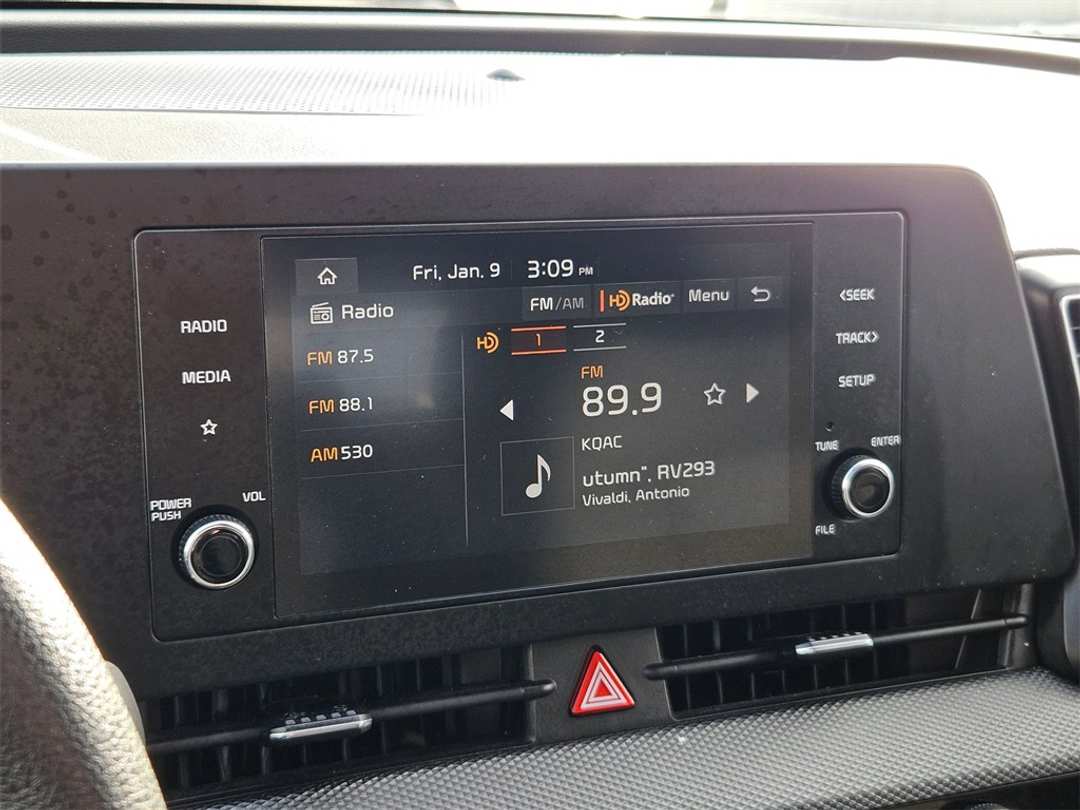 Fri, Jan. 9 3:09 PM
FM/AM HD Radio Menu
Radio
HD 1 2
FM 87.5
FM 88.1
AM 530
FM
89.9
KQAC
utumn", RV293
Vivaldi, Antonio
RADIO
MEDIA
POWER PUSH
VOL
<SEEK
TRACK>
SETUP
TUNE
ENTER
FILE